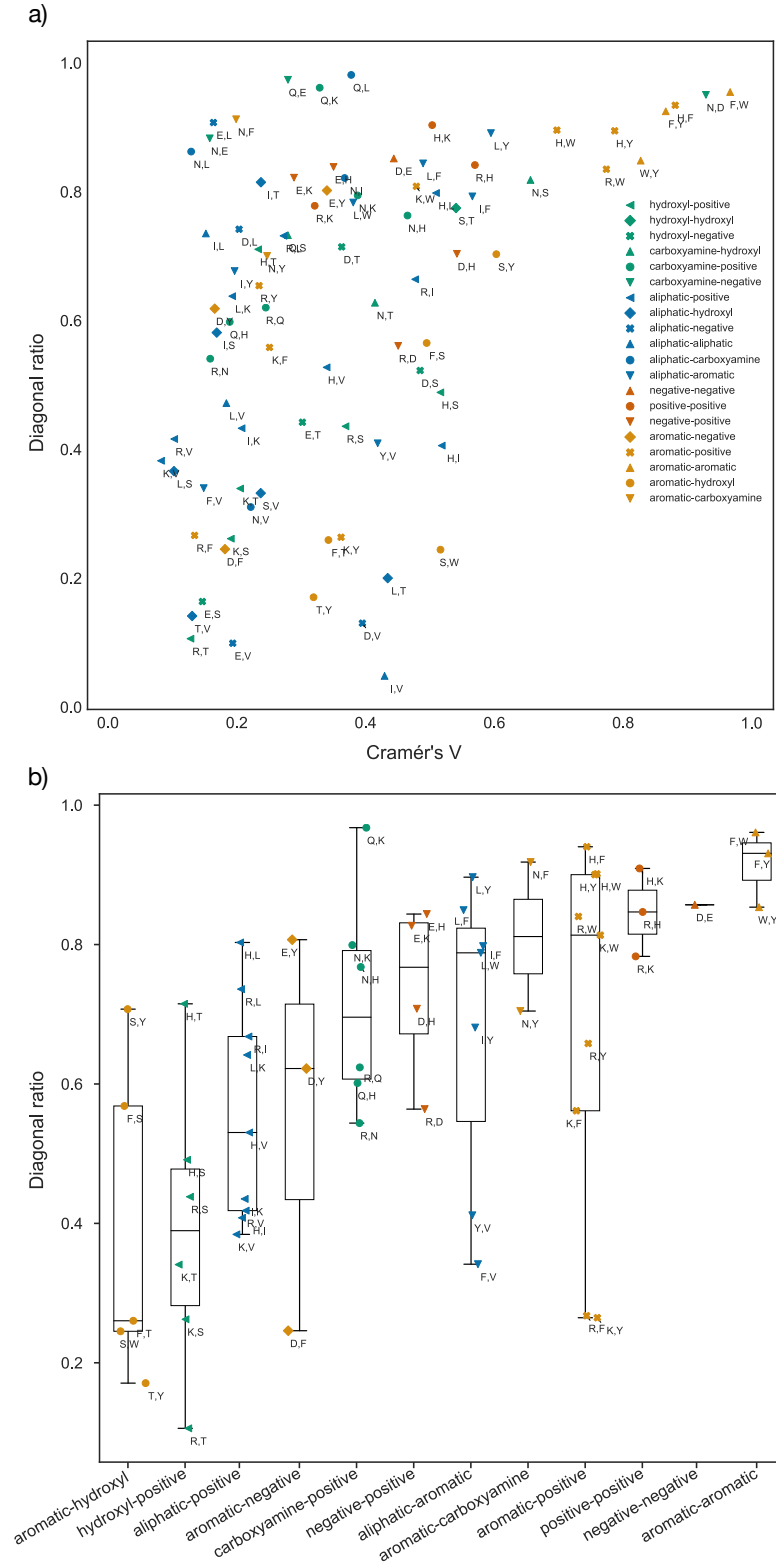 a)
1.0
Q,L
Q,E
Q,K
F,W
N,D
H,F
F,Y
E,L
N,F
H,K
H,W
H,Y
L,Y
N,E
N,L
D,E
L,F
R,H
E,H
W,Y
R,W
N,S
E,K
N,I
I,T
K,W
0.8
E,Y
N,K
H,L
I,F
L,W
R,K
S,T
N,H
I,L
D,L
Q,S
R,L
H,T
D,T
N,Y
D,H
S,Y
I,Y
R,I
R,Y
L,K
N,T
0.6
D,Y
R,Q
Q,H
I,S
K,F
F,S
R,D
R,N
H,V
D,S
H,S
L,V
E,T
R,S
I,K
0.4
R,V
Y,V
H,I
K,V
L,S
F,V
K,T
S,V
N,V
R,F
K,S
F,T
K,Y
D,F
S,W
0.2
L,T
E,S
T,Y
T,V
D,V
R,T
E,V
I,V
0.0
0.0 0.2 0.4 0.6 0.8 1.0
Diagonal ratio
Cramér's V
hydroxyl-positive
hydroxyl-hydroxyl
hydroxyl-negative
carboxyamine-hydroxyl
carboxyamine-positive
carboxyamine-negative
aliphatic-positive
aliphatic-hydroxyl
aliphatic-negative
aliphatic-aliphatic
aliphatic-carboxyamine
aliphatic-aromatic
negative-negative
positive-positive
negative-positive
aromatic-negative
aromatic-positive
aromatic-aromatic
aromatic-hydroxyl
aromatic-carboxyamine
b)
1.0
0.8
0.6
0.4
0.2
Diagonal ratio
S,Y
F,S
F,T
S,W
T,Y
H,T
H,S
R,S
K,T
K,S
R,T
H,L
R,L
R,I
L,K
H,V
I,K
R,V
H,I
K,V
E,Y
D,Y
D,F
Q,K
N,K
N,H
R,Q
Q,H
R,N
E,H
E,K
D,H
R,D
L,Y
L,F
I,F
L,W
I,Y
Y,V
F,V
N,F
N,Y
H,F
H,Y
H,W
R,W
K,W
R,Y
K,F
R,F
K,Y
H,K
R,H
R,K
D,E
F,W
F,Y
W,Y
aromatic-hydroxyl
hydroxyl-positive
aliphatic-positive
aromatic-negative
carboxyamine-positive
negative-positive
aliphatic-aromatic
aromatic-carboxyamine
aromatic-positive
positive-positive
negative-negative
aromatic-aromatic